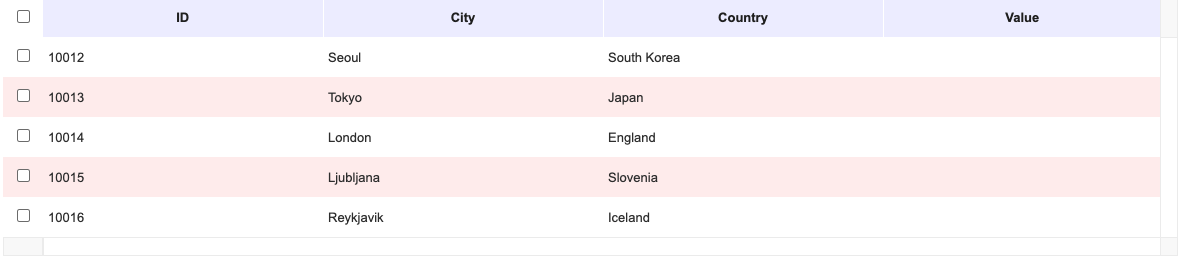 ID City Country Value
10012 Seoul South Korea
10013 Tokyo Japan
10014 London England
10015 Ljubljana Slovenia
10016 Reykjavik Iceland